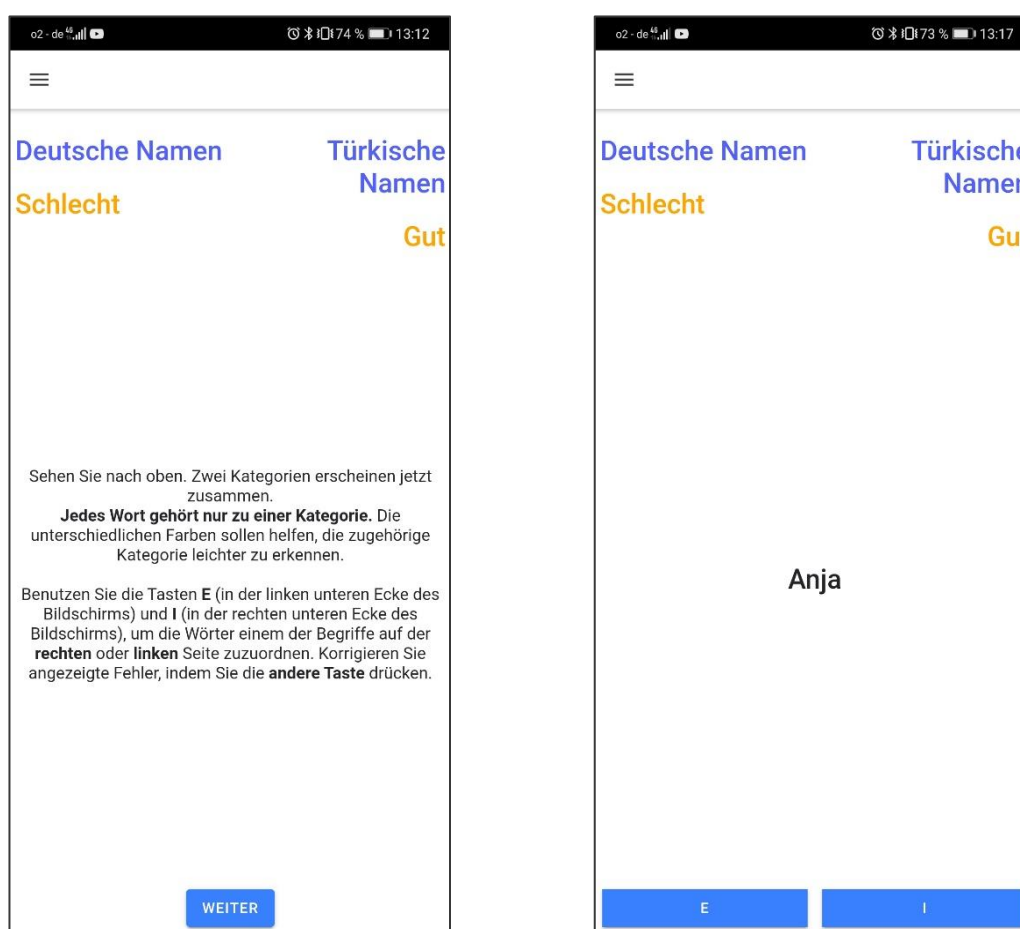 o2 - de 74 % 13:12
Deutsche Namen
Türkische
Namen
Schlecht
Gut
Sehen Sie nach oben. Zwei Kategorien erscheinen jetzt
zusammen.
Jedes Wort gehört nur zu einer Kategorie. Die
unterschiedlichen Farben sollen helfen, die zugehörige
Kategorie leichter zu erkennen.
Benutzen Sie die Tasten E (in der linken unteren Ecke des
Bildschirms) und I (in der rechten unteren Ecke des
Bildschirms), um die Wörter einem der Begriffe auf der
rechten oder linken Seite zuzuordnen. Korrigieren Sie
angezeigte Fehler, indem Sie die andere Taste drücken.
WEITER
o2 - de 73 % 13:17
Deutsche Namen
Türkische
Namen
Schlecht
Gu
Anja
E
I